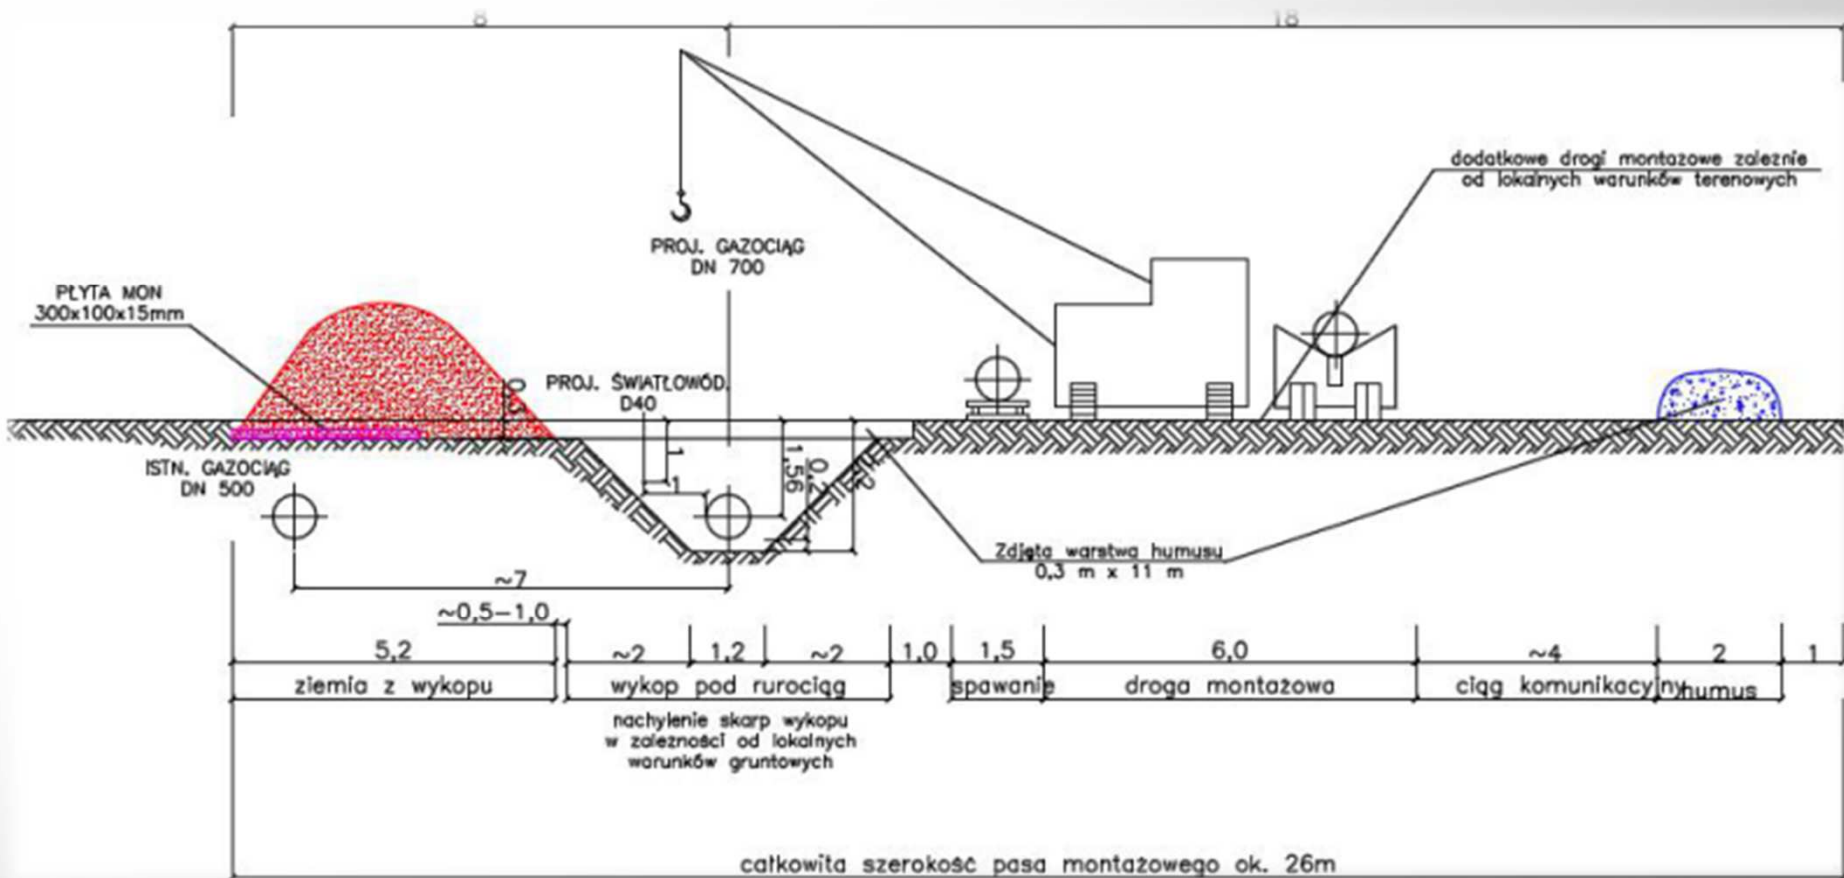 8
18
dodatkowe drogi montażowe zależnie
od lokalnych warunków terenowych
PROJ. GAZOCIĄG
DN 700
PŁYTA MON
300x100x15mm
PROJ. ŚWIATŁOWÓD
D40
0,3
1
1
1,56
0,2
ISTN. GAZOCIĄG
DN 500
Zdjęta warstwa humusu
0,3 m x 11 m
~7
~0,5-1,0
5,2
~2
1,2
~2
1,0
1,5
6,0
~4
2
1
ziemia z wykopu
wykop pod rurociąg
spawanie
droga montażowa
ciąg komunikacyjny
humus
nachylenie skarp wykopu
w zależności od lokalnych
warunków gruntowych
całkowita szerokość pasa montażowego ok. 26m